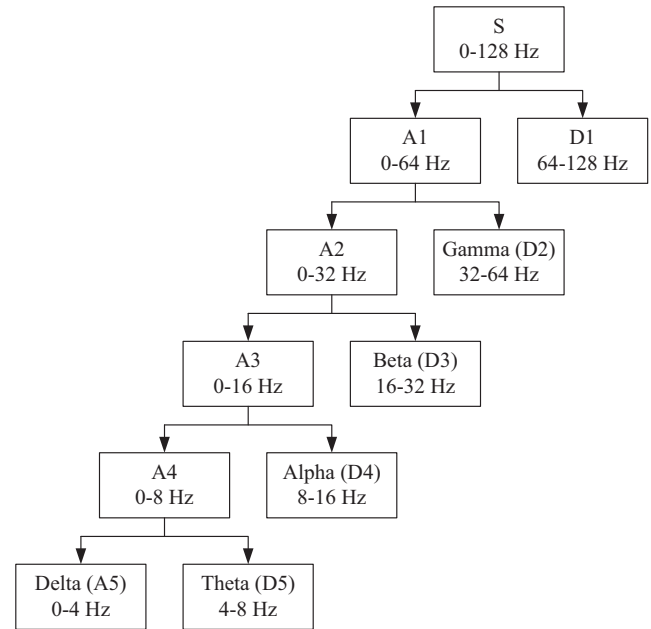 S
0-128 Hz
A1
0-64 Hz
D1
64-128 Hz
A2
0-32 Hz
Gamma (D2)
32-64 Hz
A3
0-16 Hz
Beta (D3)
16-32 Hz
A4
0-8 Hz
Alpha (D4)
8-16 Hz
Delta (A5)
0-4 Hz
Theta (D5)
4-8 Hz